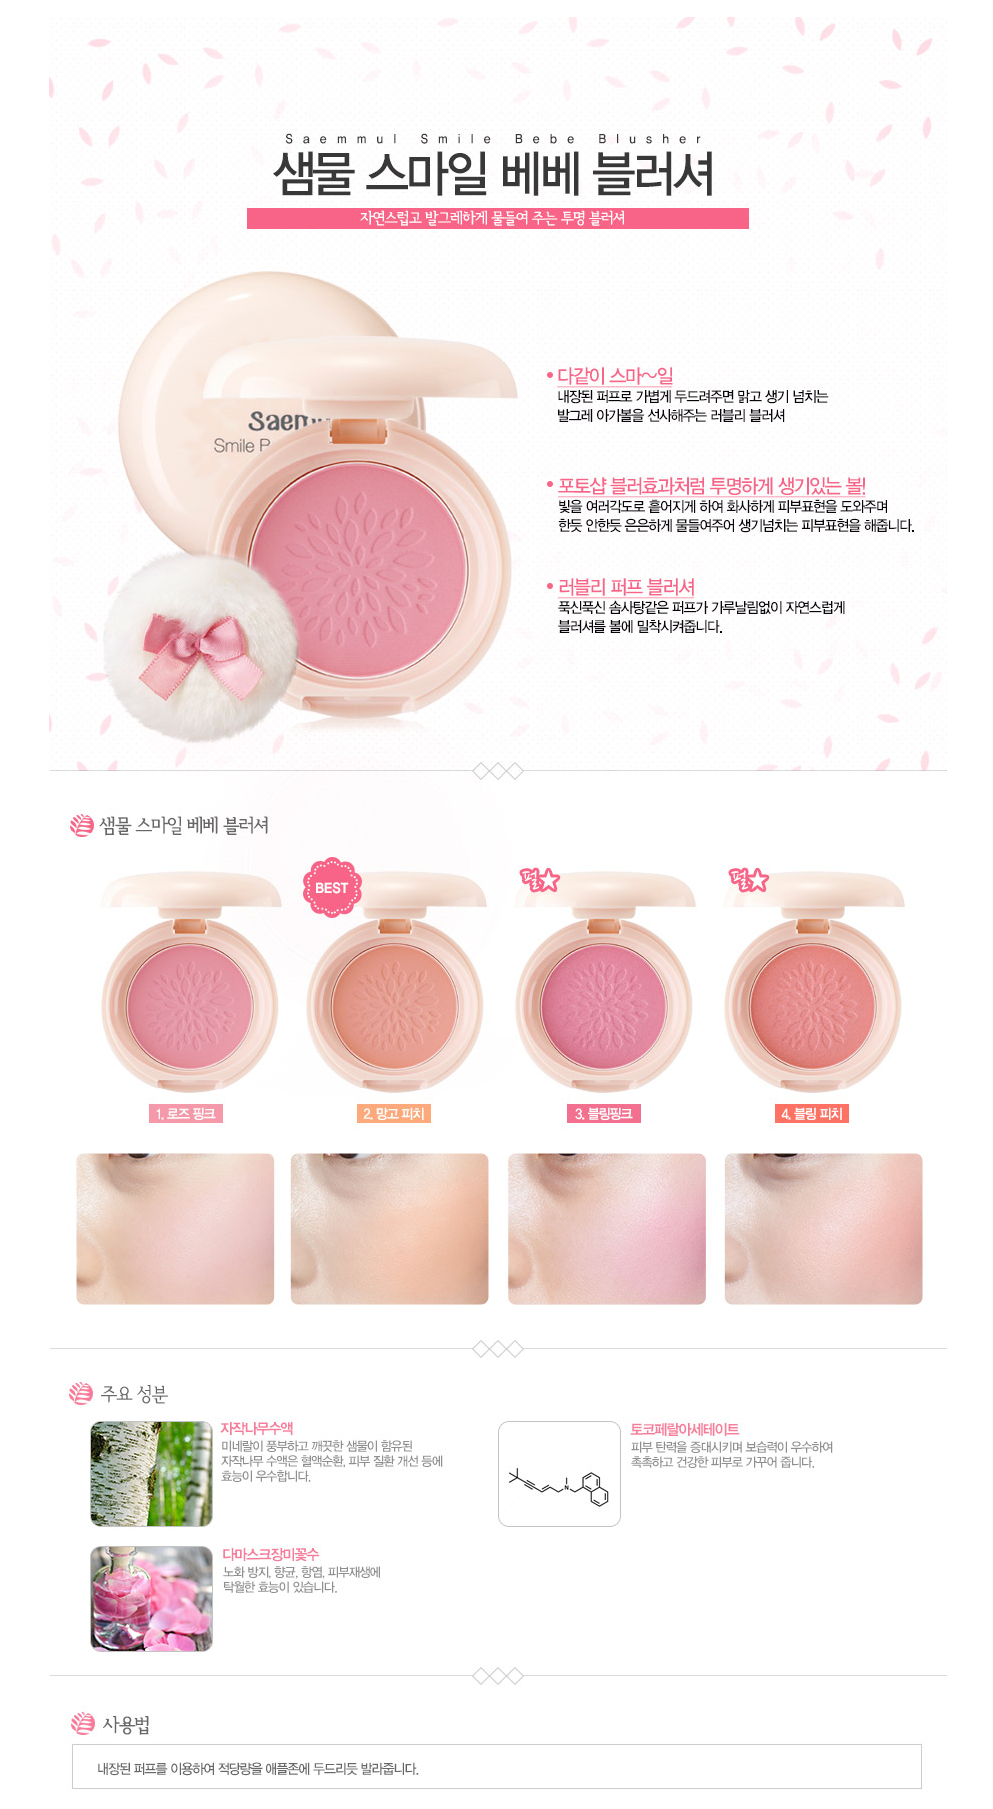 Saemmul Smile Bebe Blusher
샘물 스마일 베베 블러셔
자연스럽고 발그레하게 물들여 주는 투명 블러셔
Saemmu
Smile P
• 다같이 스마~일
내장된 퍼프로 가볍게 두드려주면 맑고 생기 넘치는
발그레 아가볼을 선사해주는 러블리 블러셔
• 포토샵 블러효과처럼 투명하게 생기있는 볼!
빛을 여러각도로 흩어지게 하여 화사하게 피부표현을 도와주며
한듯 안한듯 은은하게 물들여주어 생기넘치는 피부표현을 해줍니다.
• 러블리 퍼프 블러셔
푹신푹신 솜사탕같은 퍼프가 가루날림없이 자연스럽게
블러셔를 볼에 밀착시켜줍니다.
샘물 스마일 베베 블러셔
BEST
펄
펄
1. 로즈 핑크
2. 망고 피치
3. 블링핑크
4. 블링 피치
주요 성분
자작나무수액
미네랄이 풍부하고 깨끗한 샘물이 함유된
자작나무 수액은 혈액순환, 피부 질환 개선 등에
효능이 우수합니다.
토코페랄아세테이트
피부 탄력을 증대시키며 보습력이 우수하여
촉촉하고 건강한 피부로 가꾸어 줍니다.
N
다마스크장미꽃수
노화 방지, 향균, 항염, 피부재생에
탁월한 효능이 있습니다.
사용법
내장된 퍼프를 이용하여 적당량을 애플존에 두드리듯 발라줍니다.